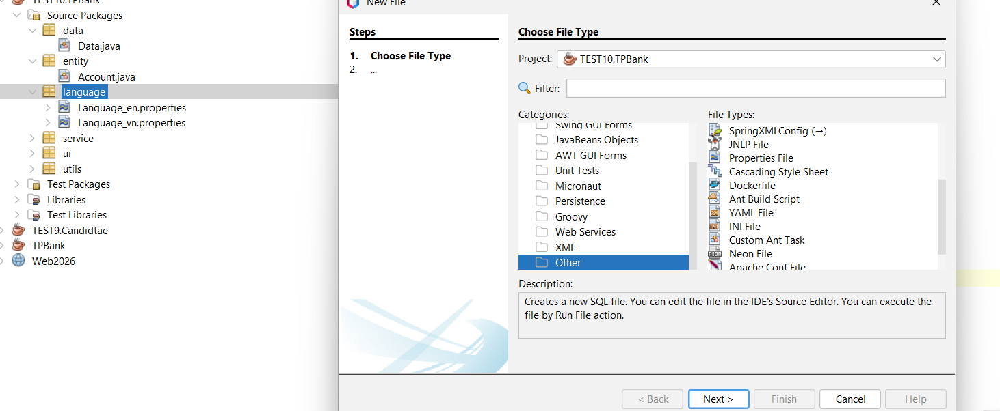 TEST10.TPBank
Source Packages
data
Data.java
entity
Account.java
language
Language_en.properties
Language_vn.properties
service
ui
utils
Test Packages
Libraries
Test Libraries
TEST9.Candidtae
TPBank
Web2026
New File
Steps
1. Choose File Type
2. ...
Choose File Type
Project: TEST10.TPBank
Filter:
Categories:
Swing GUI Forms
JavaBeans Objects
AWT GUI Forms
Unit Tests
Micronaut
Persistence
Groovy
Web Services
XML
Other
File Types:
SpringXMLConfig (→)
JNLP File
Properties File
Cascading Style Sheet
Dockerfile
Ant Build Script
YAML File
INI File
Custom Ant Task
Neon File
Apache Conf File
Description:
Creates a new SQL file. You can edit the file in the IDE's Source Editor. You can execute the
file by Run File action.
< Back
Next >
Finish
Cancel
Help